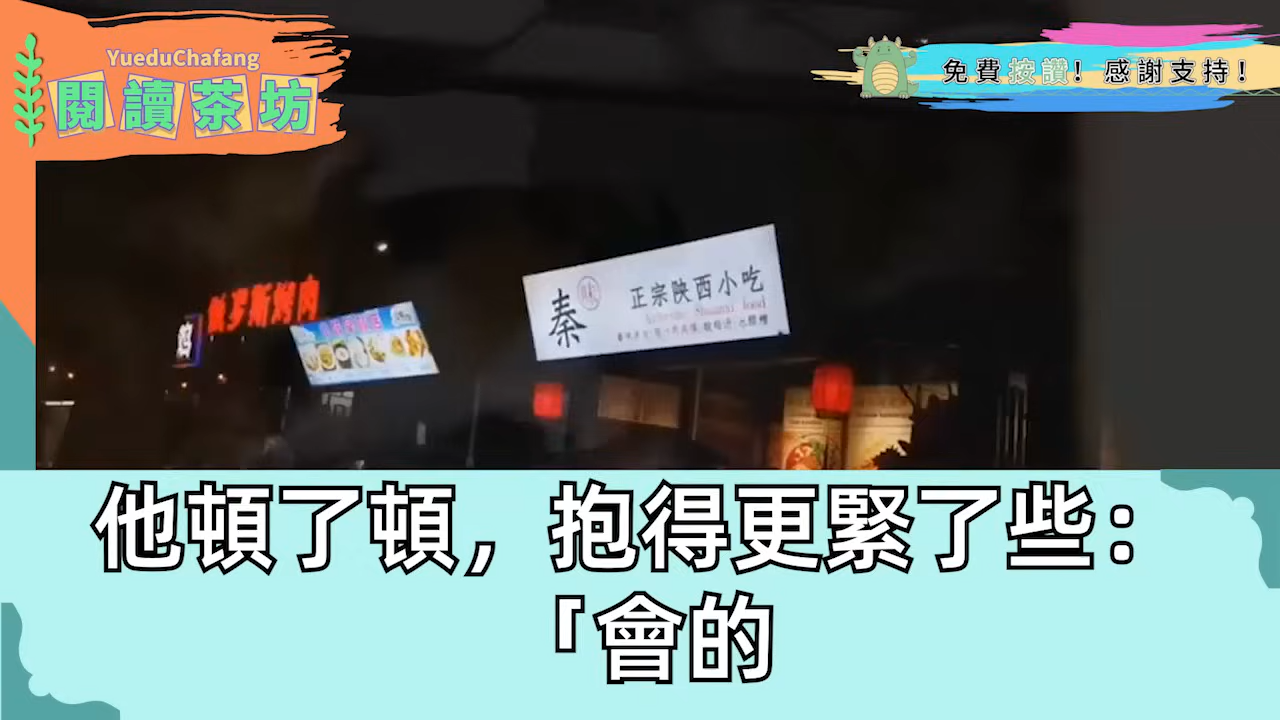 YueduChafang
閱讀茶坊
免費按讚！感謝支持！
俄罗斯烤肉
秦
味
正宗陕西小吃
他頓了頓，抱得更緊了些：
「會的